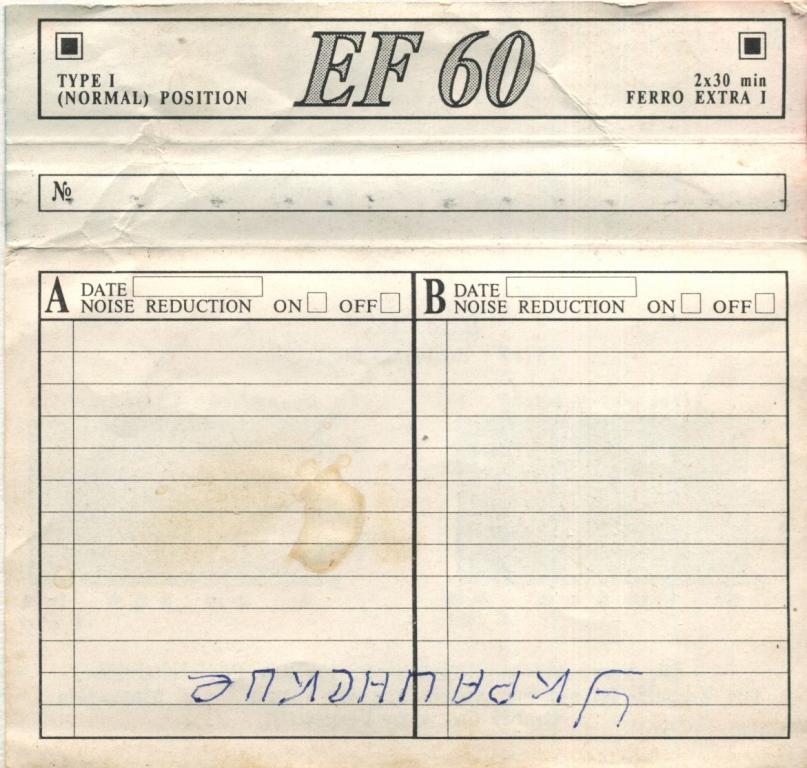 EF 60
TYPE I
(NORMAL) POSITION
2x30 min
FERRO EXTRA I
№
A DATE
NOISE REDUCTION ON OFF
B DATE
NOISE REDUCTION ON OFF
Украинские